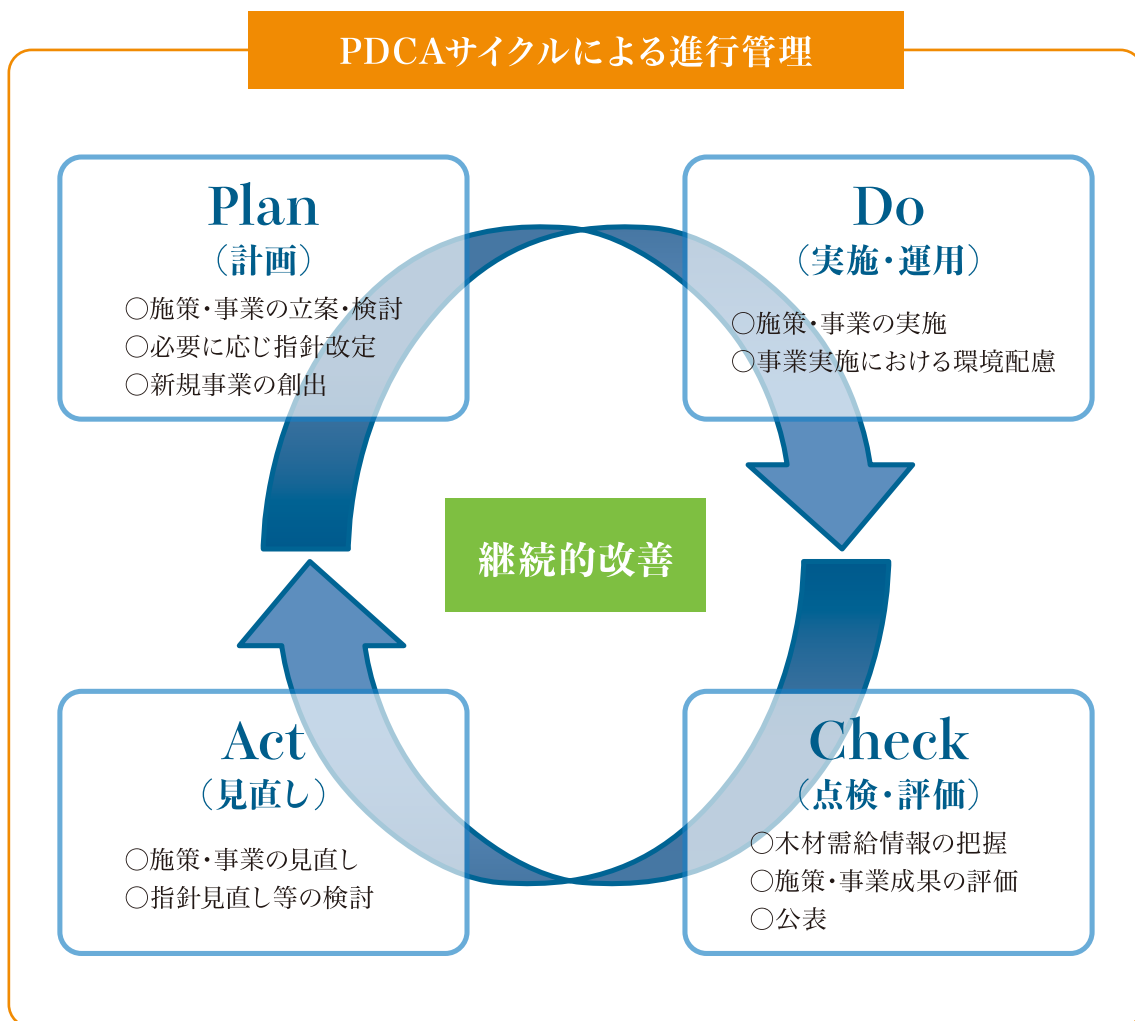 PDCAサイクルによる進行管理
Plan
（計画）
○施策・事業の立案・検討
○必要に応じ指針改定
○新規事業の創出
Do
（実施・運用）
○施策・事業の実施
○事業実施における環境配慮
継続的改善
Act
（見直し）
○施策・事業の見直し
○指針見直し等の検討
Check
（点検・評価）
○木材需給情報の把握
○施策・事業成果の評価
○公表